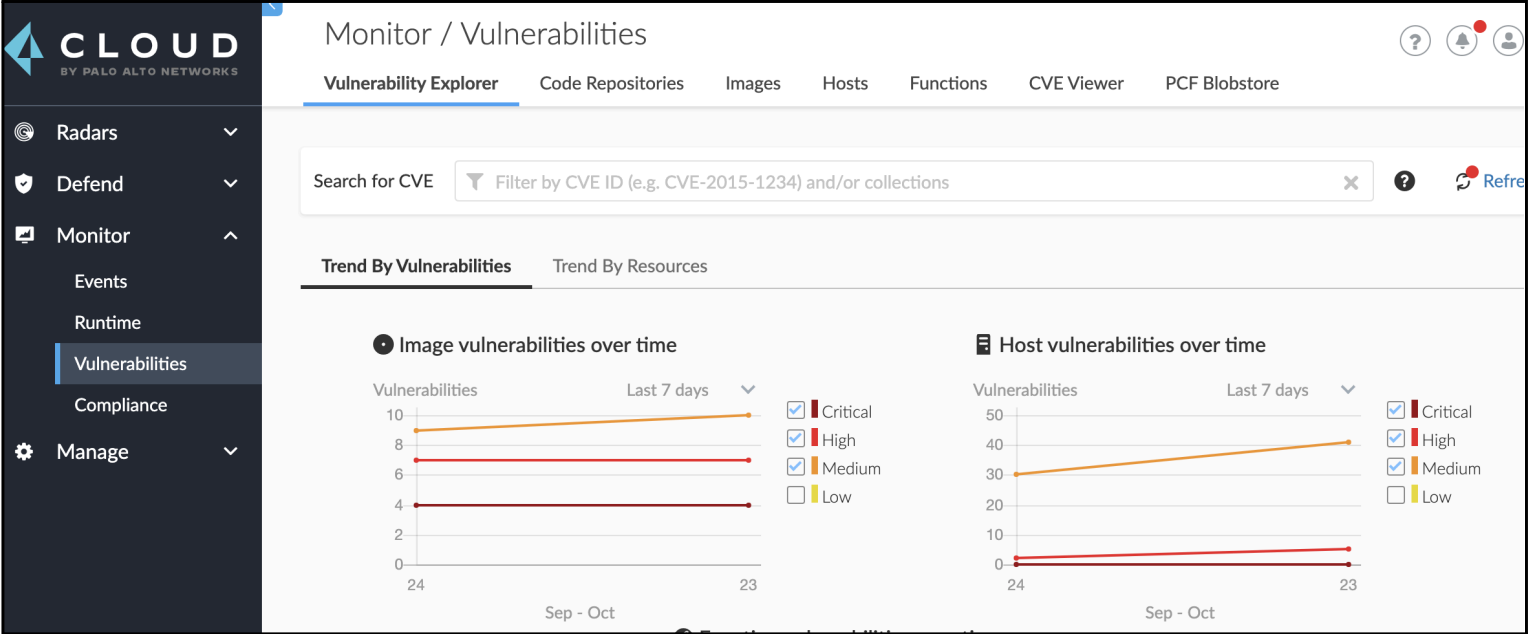 CLOUD
BY PALO ALTO NETWORKS
Radars
Defend
Monitor
Events
Runtime
Vulnerabilities
Compliance
Manage
Monitor / Vulnerabilities
Vulnerability Explorer Code Repositories Images Hosts Functions CVE Viewer PCF Blobstore
Search for CVE Filter by CVE ID (e.g. CVE-2015-1234) and/or collections Refre
Trend By Vulnerabilities Trend By Resources
Image vulnerabilities over time
Vulnerabilities Last 7 days
10
8
6
4
2
0
24 23
Sep - Oct
Critical
High
Medium
Low
Host vulnerabilities over time
Vulnerabilities Last 7 days
50
40
30
20
10
0
24 23
Sep - Oct
Critical
High
Medium
Low